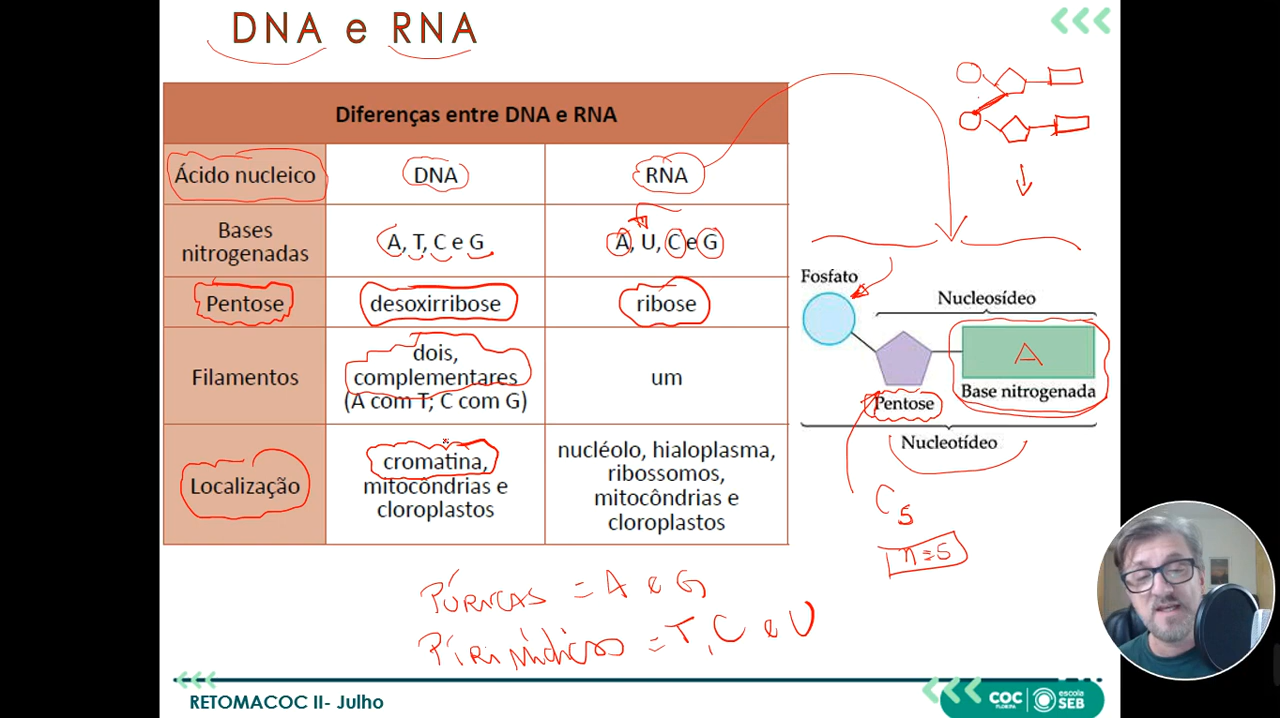 DNA e RNA
Diferenças entre DNA e RNA
Ácido nucleico
DNA
RNA
Bases
nitrogenadas
A, T, C e G
A, U, C e G
Pentose
desoxirribose
ribose
Filamentos
dois,
complementares
(A com T; C com G)
um
Localização
cromatina,
mitocôndrias e
cloroplastos
nucléolo, hialoplasma,
ribossomos,
mitocôndrias e
cloroplastos
Fosfato
Nucleosídeo
A
Pentose
Base nitrogenada
Nucleotídeo
C5
n=5
PÚRICAS = A e G
PIRIMÍDICAS = T, C e U
RETOMACOC II- Julho
COC
FLORIPA
escola
SEB